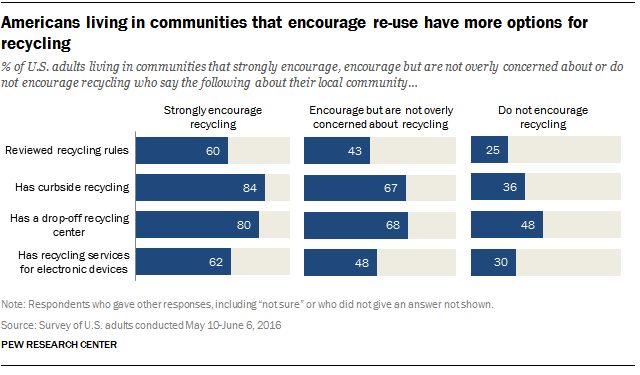 Americans living in communities that encourage re-use have more options for
recycling
% of U.S. adults living in communities that strongly encourage, encourage but are not overly concerned about or do
not encourage recycling who say the following about their local community...
Strongly encourage
recycling
Encourage but are not overly
concerned about recycling
Do not encourage
recycling
Reviewed recycling rules 60 43 25
Has curbside recycling 84 67 36
Has a drop-off recycling
center 80 68 48
Has recycling services
for electronic devices 62 48 30
Note: Respondents who gave other responses, including “not sure” or who did not give an answer not shown.
Source: Survey of U.S. adults conducted May 10-June 6, 2016
PEW RESEARCH CENTER